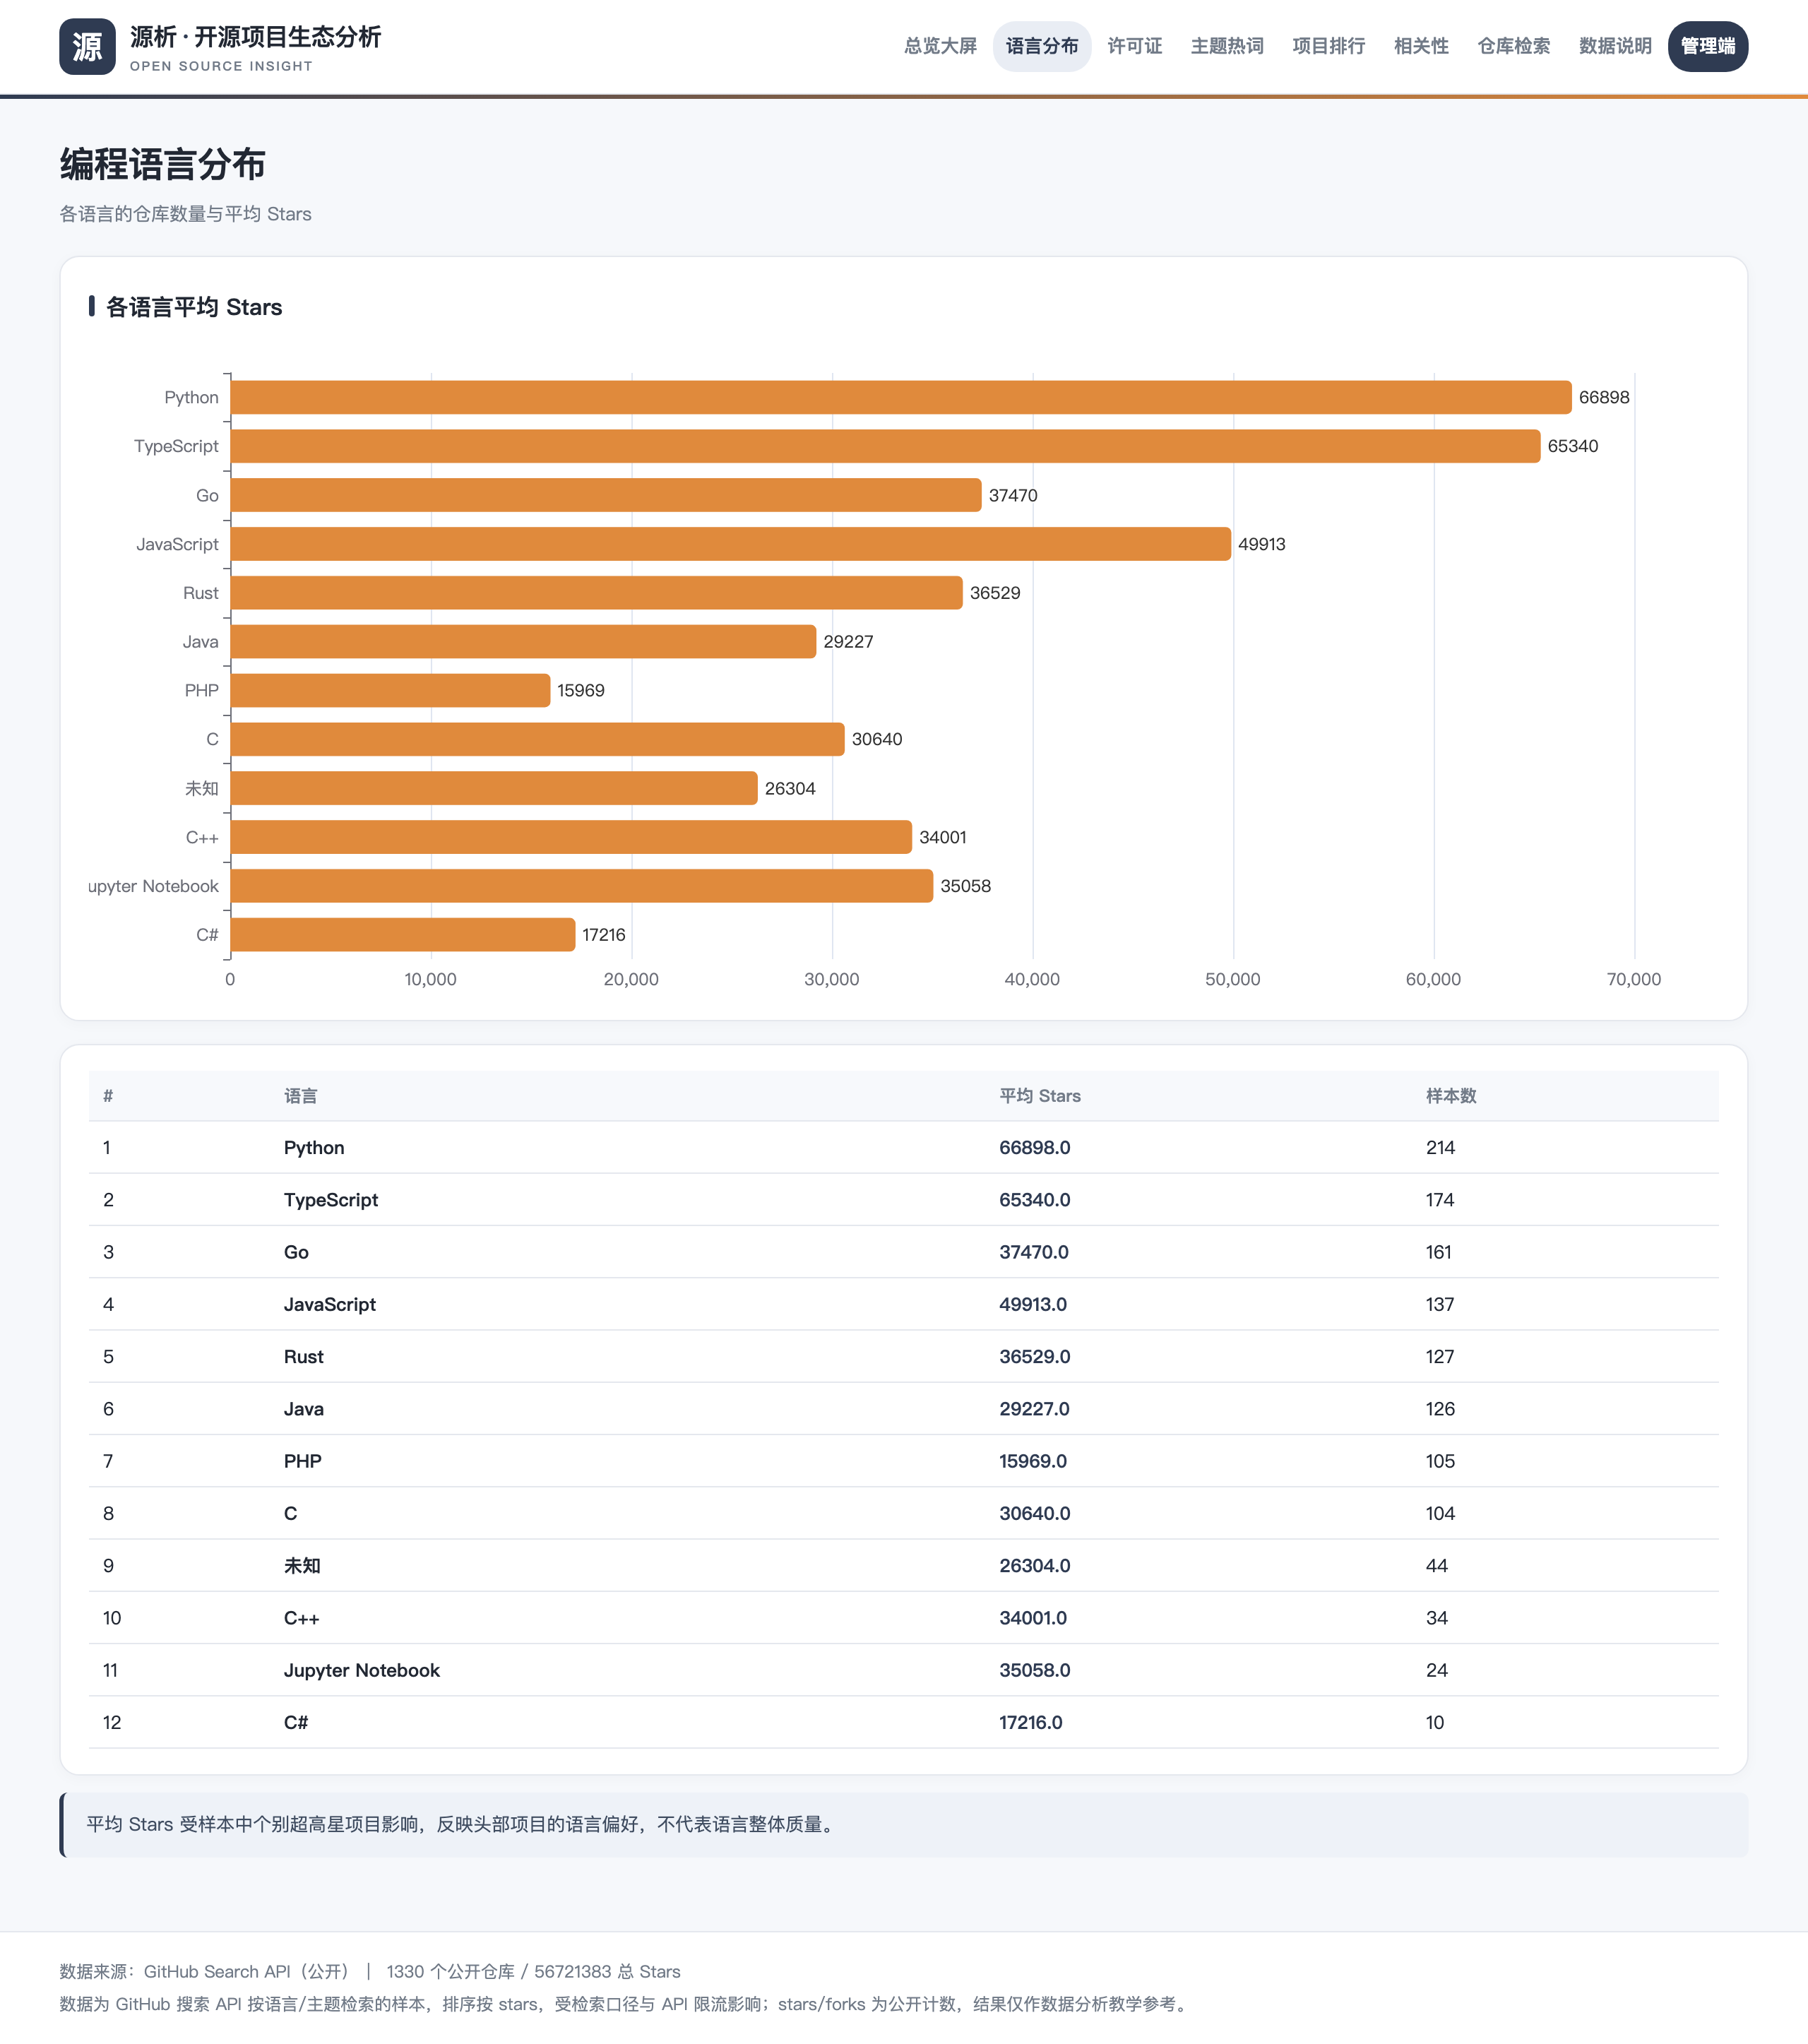 源
源析 · 开源项目生态分析
OPEN SOURCE INSIGHT
总览大屏 语言分布 许可证 主题热词 项目排行 相关性 仓库检索 数据说明 管理端
编程语言分布
各语言的仓库数量与平均 Stars
各语言平均 Stars
Python 66898
TypeScript 65340
Go 37470
JavaScript 49913
Rust 36529
Java 29227
PHP 15969
C 30640
未知 26304
C++ 34001
upyter Notebook 35058
C# 17216
0 10,000 20,000 30,000 40,000 50,000 60,000 70,000
# 语言 平均 Stars 样本数
1 Python 66898.0 214
2 TypeScript 65340.0 174
3 Go 37470.0 161
4 JavaScript 49913.0 137
5 Rust 36529.0 127
6 Java 29227.0 126
7 PHP 15969.0 105
8 C 30640.0 104
9 未知 26304.0 44
10 C++ 34001.0 34
11 Jupyter Notebook 35058.0 24
12 C# 17216.0 10
平均 Stars 受样本中个别超高星项目影响，反映头部项目的语言偏好，不代表语言整体质量。
数据来源：GitHub Search API（公开） | 1330 个公开仓库 / 56721383 总 Stars
数据为 GitHub 搜索 API 按语言/主题检索的样本，排序按 stars，受检索口径与 API 限流影响；stars/forks 为公开计数，结果仅作数据分析教学参考。